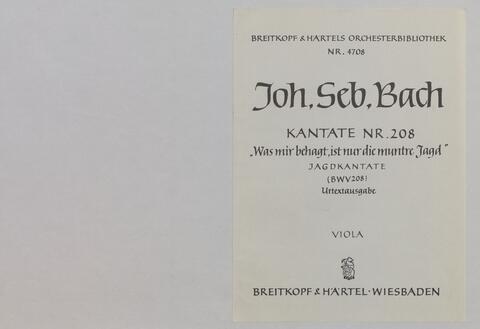 BREITKOPF & HÄRTELS ORCHESTERBIBLIOTHEK
NR. 4708
Joh. Seb. Bach
KANTATE NR. 208
„Was mir behagt, ist nur die muntre Jagd"
JAGDKANTATE
(BWV 208)
Urtextausgabe
VIOLA
BREITKOPF & HÄRTEL · WIESBADEN